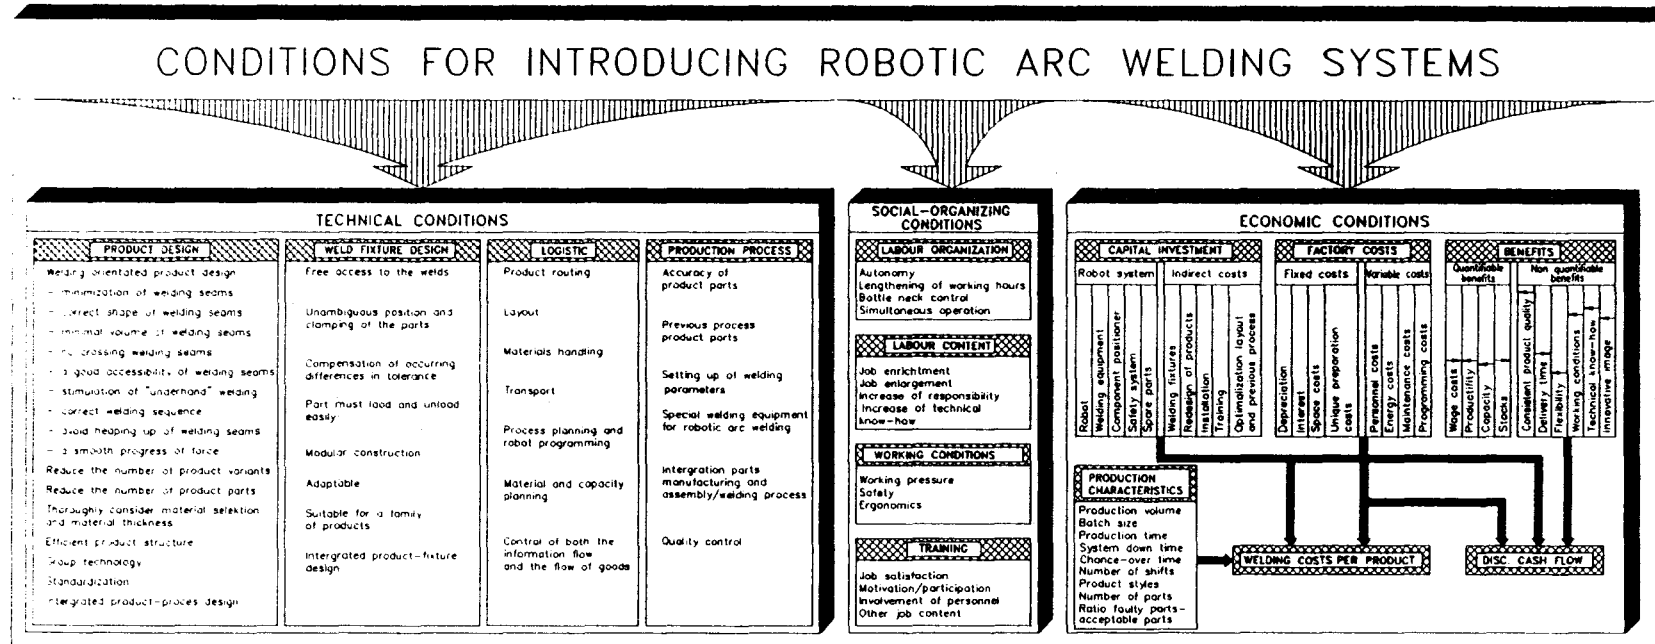 CONDITIONS FOR INTRODUCING ROBOTIC ARC WELDING SYSTEMS
TECHNICAL CONDITIONS
PRODUCT DESIGN
Welding orientated product design
- minimization of welding seams
- correct shape of welding seams
- minimal volume of welding seams
- no crossing welding seams
- a good accessibility of welding seams
- stimulation of "underhand" welding
- correct welding sequence
- avoid heaping up of welding seams
- a smooth progress of force
Reduce the number of product variants
Reduce the number of product parts
Thoroughly consider material selektion
and material thickness
Efficient product structure
Group technology
Standardization
Intergrated product-proces design
WELD FIXTURE DESIGN
Free access to the welds
Unambiguous position and
clamping of the parts
Compensation of occurring
differences in tolerance
Part must load and unload
easily
Modular construction
Adaptable
Suitable for a family
of products
Intergrated product-fixture
design
LOGISTIC
Product routing
Layout
Materials handling
Transport
Process planning and
robot programming
Material and capacity
planning
Control of both the
information flow
and the flow of goods
PRODUCTION PROCESS
Accuracy of
product parts
Previous process
product parts
Setting up of welding
parameters
Special welding equipment
for robotic arc welding
Intergration parts
manufacturing and
assembly/welding process
Quality control
SOCIAL-ORGANIZING
CONDITIONS
LABOUR ORGANIZATION
Autonomy
Lengthening of working hours
Bottle neck control
Simultaneous operation
LABOUR CONTENT
Job enrichtment
Job enlargement
Increase of responsibility
Increase of technical
know-how
WORKING CONDITIONS
Working pressure
Safety
Ergonomics
TRAINING
Job satisfaction
Motivation/participation
Involvement of personnel
Other job content
ECONOMIC CONDITIONS
CAPITAL INVESTMENT
Robot system
Indirect costs
Robot
Welding equipment
Component positioner
Safety system
Spare parts
Welding fixtures
Redesign of products
Installation
Training
Optimalization layout
and previous process
FACTORY COSTS
Fixed costs
Variable costs
Depreciation
Interest
Space costs
Unique preparation
costs
Personnel costs
Energy costs
Maintenance costs
Programming costs
BENEFITS
Quantifiable
benefits
Non quantifiable
benefits
Wage costs
Productifity
Capacity
Stocks
Consistent product quality
Delivery time
Flexibility
Working conditions
Technical know-how
Innovative image
PRODUCTION
CHARACTERISTICS
Production volume
Batch size
Production time
System down time
Chance-over time
Number of shifts
Product styles
Number of parts
Ratio faulty parts-
acceptable parts
WELDING COSTS PER PRODUCT
DISC. CASH FLOW